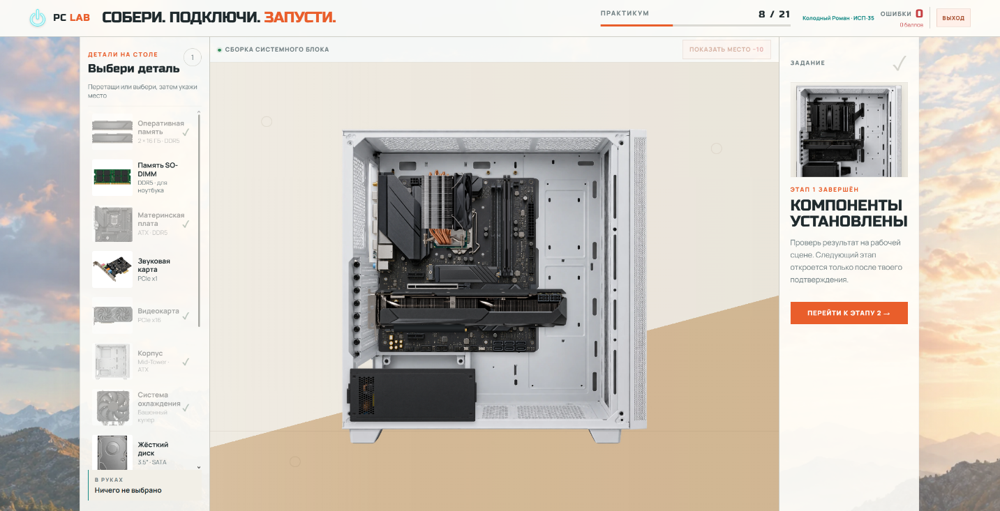 PC LAB
СОБЕРИ. ПОДКЛЮЧИ. ЗАПУСТИ.
ПРАКТИКУМ
8 / 21
Колодный Роман · ИСП-35
ОШИБКИ 0
0 баллов
ВЫХОД
ДЕТАЛИ НА СТОЛЕ
1
Выбери деталь
Перетащи или выбери, затем укажи
место
Оперативная
память
2 × 16 ГБ · DDR5
Память SO-
DIMM
DDR5 · для
ноутбука
Материнская
плата
ATX · DDR5
Звуковая
карта
PCIe x1
Видеокарта
PCIe x16
Корпус
Mid-Tower ·
ATX
Система
охлаждения
Башенный
кулер
Жёсткий
диск
3.5" · SATA
В РУКАХ
Ничего не выбрано
СБОРКА СИСТЕМНОГО БЛОКА
ПОКАЗАТЬ МЕСТО −10
ЗАДАНИЕ
ЭТАП 1 ЗАВЕРШЁН
КОМПОНЕНТЫ
УСТАНОВЛЕНЫ
Проверь результат на рабочей
сцене. Следующий этап
откроется только после твоего
подтверждения.
ПЕРЕЙТИ К ЭТАПУ 2 →